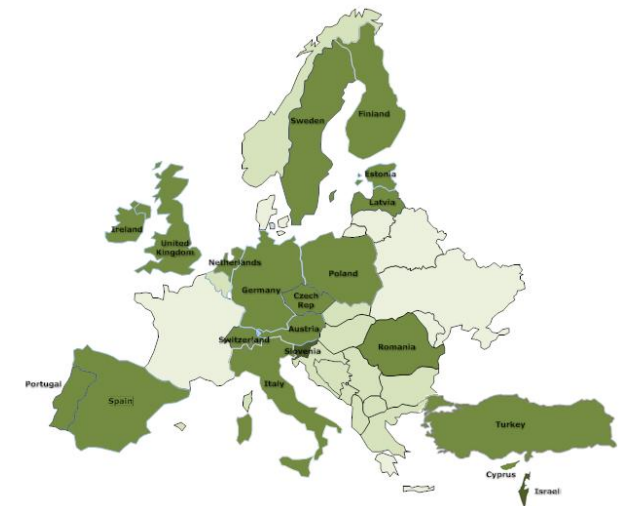 Sweden
Finland
Estonia
Latvia
Ireland
United
Kingdom
Netherlands
Germany
Poland
Czech
Rep
Austria
Switzerland
Slovenia
Romania
Italy
Portugal
Spain
Turkey
Cyprus
Israel